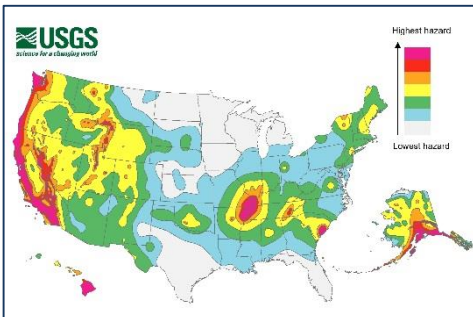 USGS
science for a changing world
Highest hazard
Lowest hazard